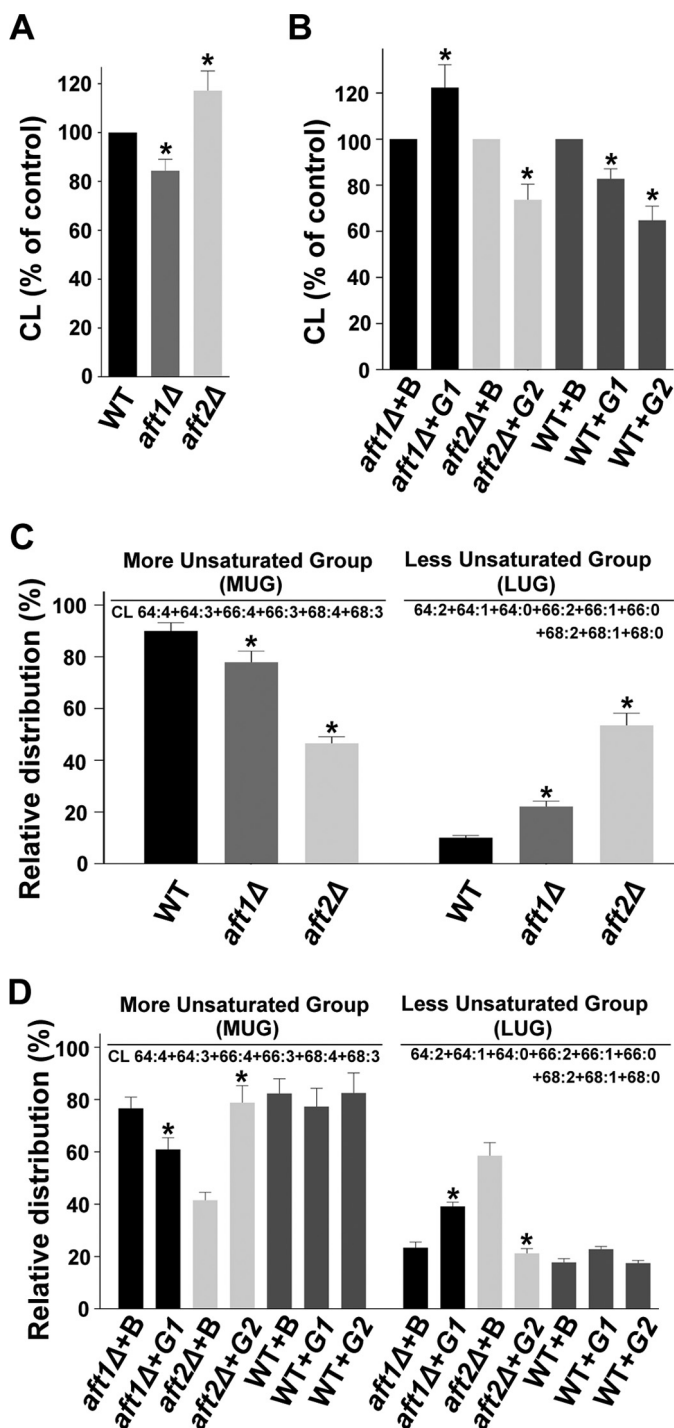 A
CL (% of control)
120
100
80
60
40
20
0
*
*
WT
aft1Δ
aft2Δ
B
CL (% of control)
120
100
80
60
40
20
0
*
*
*
*
aft1Δ+B
aft1Δ+G1
aft2Δ+B
aft2Δ+G2
WT+B
WT+G1
WT+G2
C
More Unsaturated Group
(MUG)
CL 64:4+64:3+66:4+66:3+68:4+68:3
Less Unsaturated Group
(LUG)
64:2+64:1+64:0+66:2+66:1+66:0
+68:2+68:1+68:0
Relative distribution (%)
100
80
60
40
20
0
*
*
*
*
WT
aft1Δ
aft2Δ
WT
aft1Δ
aft2Δ
D
More Unsaturated Group
(MUG)
CL 64:4+64:3+66:4+66:3+68:4+68:3
Less Unsaturated Group
(LUG)
64:2+64:1+64:0+66:2+66:1+66:0
+68:2+68:1+68:0
Relative distribution (%)
100
80
60
40
20
0
*
*
*
*
aft1Δ+B
aft1Δ+G1
aft2Δ+B
aft2Δ+G2
WT+B
WT+G1
WT+G2
aft1Δ+B
aft1Δ+G1
aft2Δ+B
aft2Δ+G2
WT+B
WT+G1
WT+G2